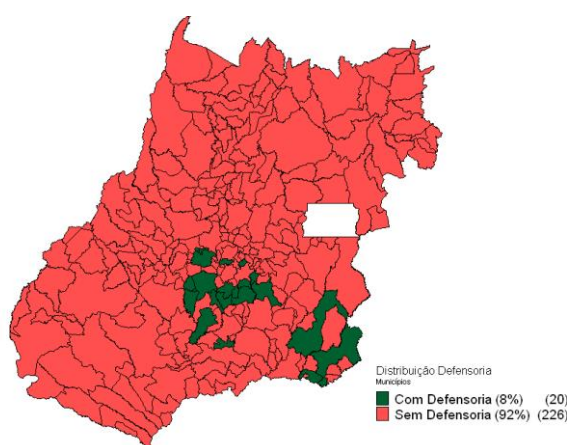 Distribuição Defensoria
Municípios
Com Defensoria (8%) (20)
Sem Defensoria (92%) (226)